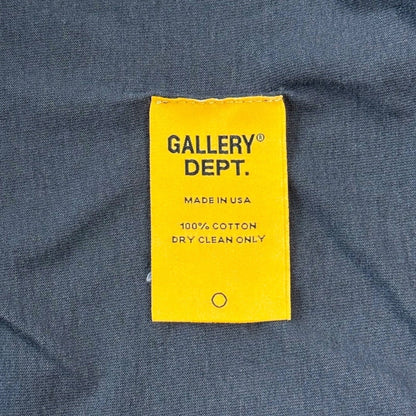 GALLERY®
DEPT.
MADE IN USA
100% COTTON
DRY CLEAN ONLY